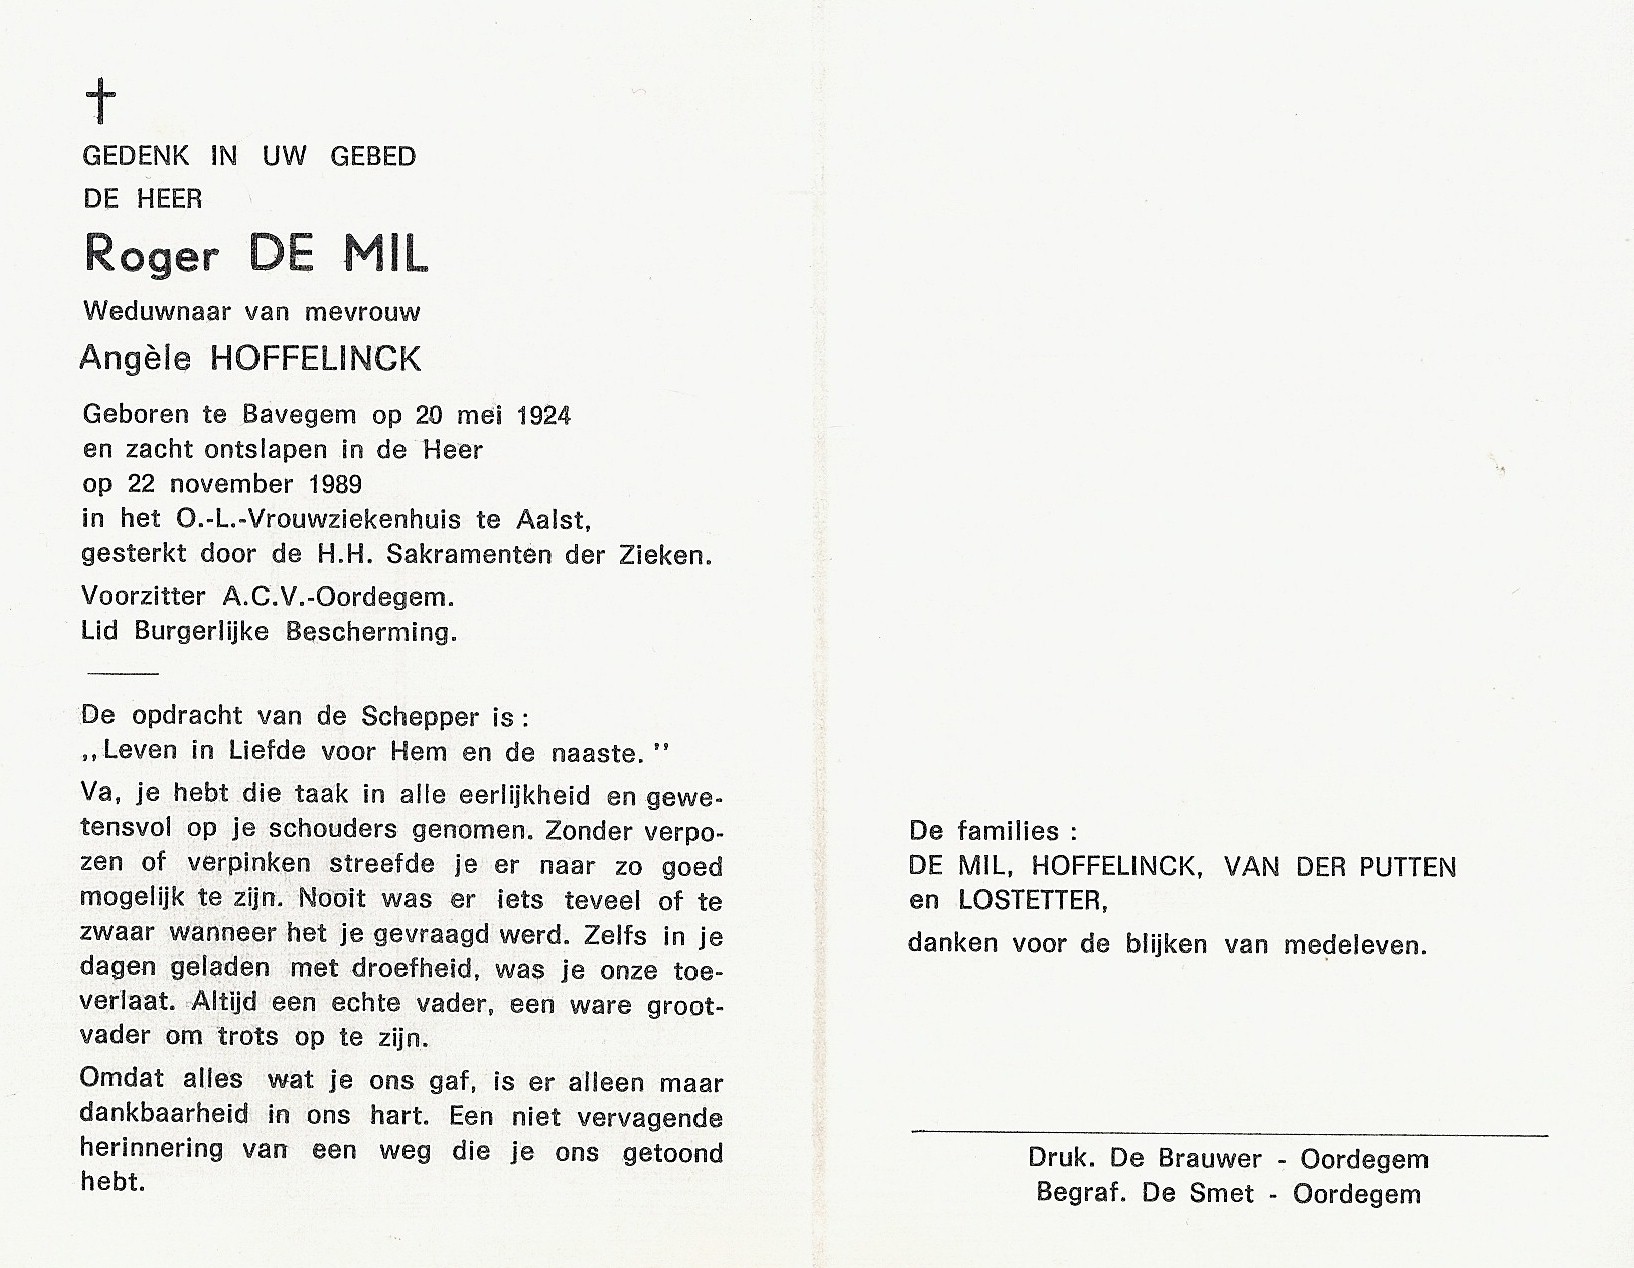 GEDENK IN UW GEBED
DE HEER
Roger DE MIL
Weduwnaar van mevrouw
Angèle HOFFELINCK
Geboren te Bavegem op 20 mei 1924
en zacht ontslapen in de Heer
op 22 november 1989
in het O.-L.-Vrouwziekenhuis te Aalst,
gesterkt door de H.H. Sakramenten der Zieken.
Voorzitter A.C.V.-Oordegem.
Lid Burgerlijke Bescherming.
De opdracht van de Schepper is :
,,Leven in Liefde voor Hem en de naaste. ’’
Va, je hebt die taak in alle eerlijkheid en gewe-
tensvol op je schouders genomen. Zonder verpo-
zen of verpinken streefde je er naar zo goed
mogelijk te zijn. Nooit was er iets teveel of te
zwaar wanneer het je gevraagd werd. Zelfs in je
dagen geladen met droefheid, was je onze toe-
verlaat. Altijd een echte vader, een ware groot-
vader om trots op te zijn.
Omdat alles wat je ons gaf, is er alleen maar
dankbaarheid in ons hart. Een niet vervagende
herinnering van een weg die je ons getoond
hebt.
De families :
DE MIL, HOFFELINCK, VAN DER PUTTEN
en LOSTETTER,
danken voor de blijken van medeleven.
Druk. De Brauwer - Oordegem
Begraf. De Smet - Oordegem